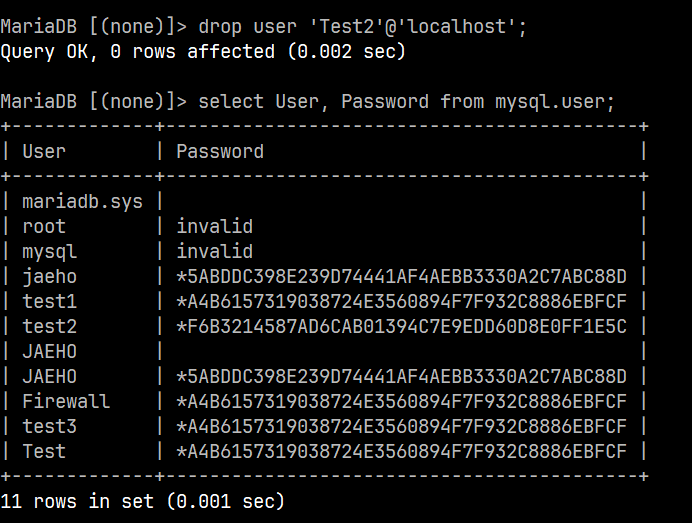 MariaDB [(none)]> drop user 'Test2'@'localhost';
Query OK, 0 rows affected (0.002 sec)
MariaDB [(none)]> select User, Password from mysql.user;
+-------------+-------------------------------------------+
| User        | Password                                  |
+-------------+-------------------------------------------+
| mariadb.sys |                                           |
| root        | invalid                                   |
| mysql       | invalid                                   |
| jaeho       | *5ABDDC398E239D74441AF4AEBB3330A2C7ABC88D |
| test1       | *A4B6157319038724E3560894F7F932C8886EBFCF |
| test2       | *F6B3214587AD6CAB01394C7E9EDD60D8E0FF1E5C |
| JAEHO       |                                           |
| JAEHO       | *5ABDDC398E239D74441AF4AEBB3330A2C7ABC88D |
| Firewall    | *A4B6157319038724E3560894F7F932C8886EBFCF |
| test3       | *A4B6157319038724E3560894F7F932C8886EBFCF |
| Test        | *A4B6157319038724E3560894F7F932C8886EBFCF |
+-------------+-------------------------------------------+
11 rows in set (0.001 sec)